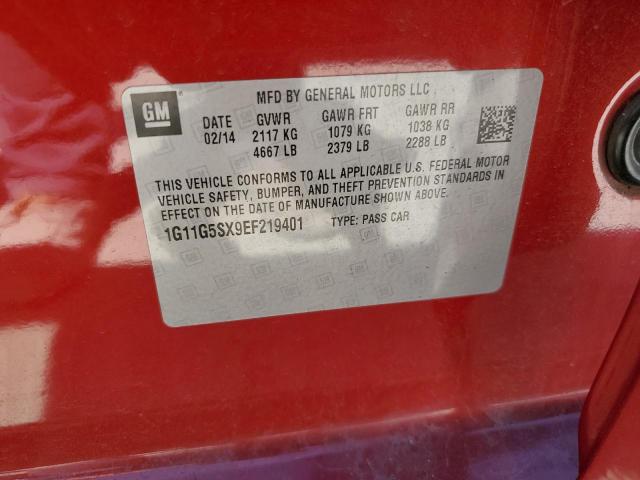 GM
MFD BY GENERAL MOTORS LLC
DATE GVWR GAWR FRT GAWR RR
02/14 2117 KG 1079 KG 1038 KG
4667 LB 2379 LB 2288 LB
THIS VEHICLE CONFORMS TO ALL APPLICABLE U.S. FEDERAL MOTOR
VEHICLE SAFETY, BUMPER, AND THEFT PREVENTION STANDARDS IN
EFFECT ON THE DATE OF MANUFACTURE SHOWN ABOVE.
1G11G5SX9EF219401 TYPE: PASS CAR